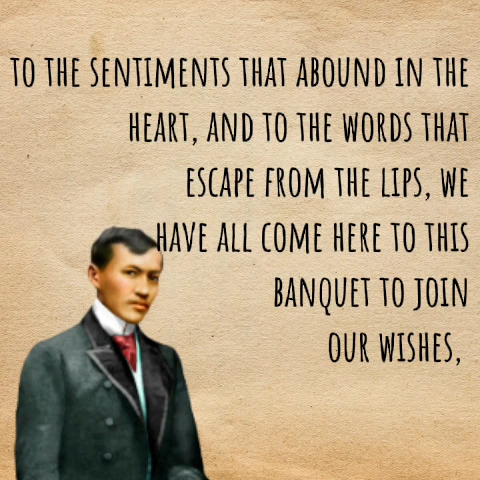 TO THE SENTIMENTS THAT ABOUND IN THE
HEART, AND TO THE WORDS THAT
ESCAPE FROM THE LIPS, WE
HAVE ALL COME HERE TO THIS
BANQUET TO JOIN
OUR WISHES,